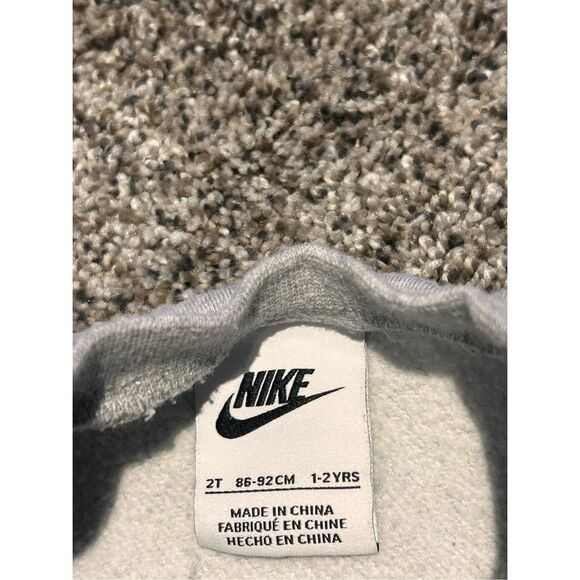 NIKE
2T 86-92CM 1-2YRS
MADE IN CHINA
FABRIQUÉ EN CHINE
HECHO EN CHINA